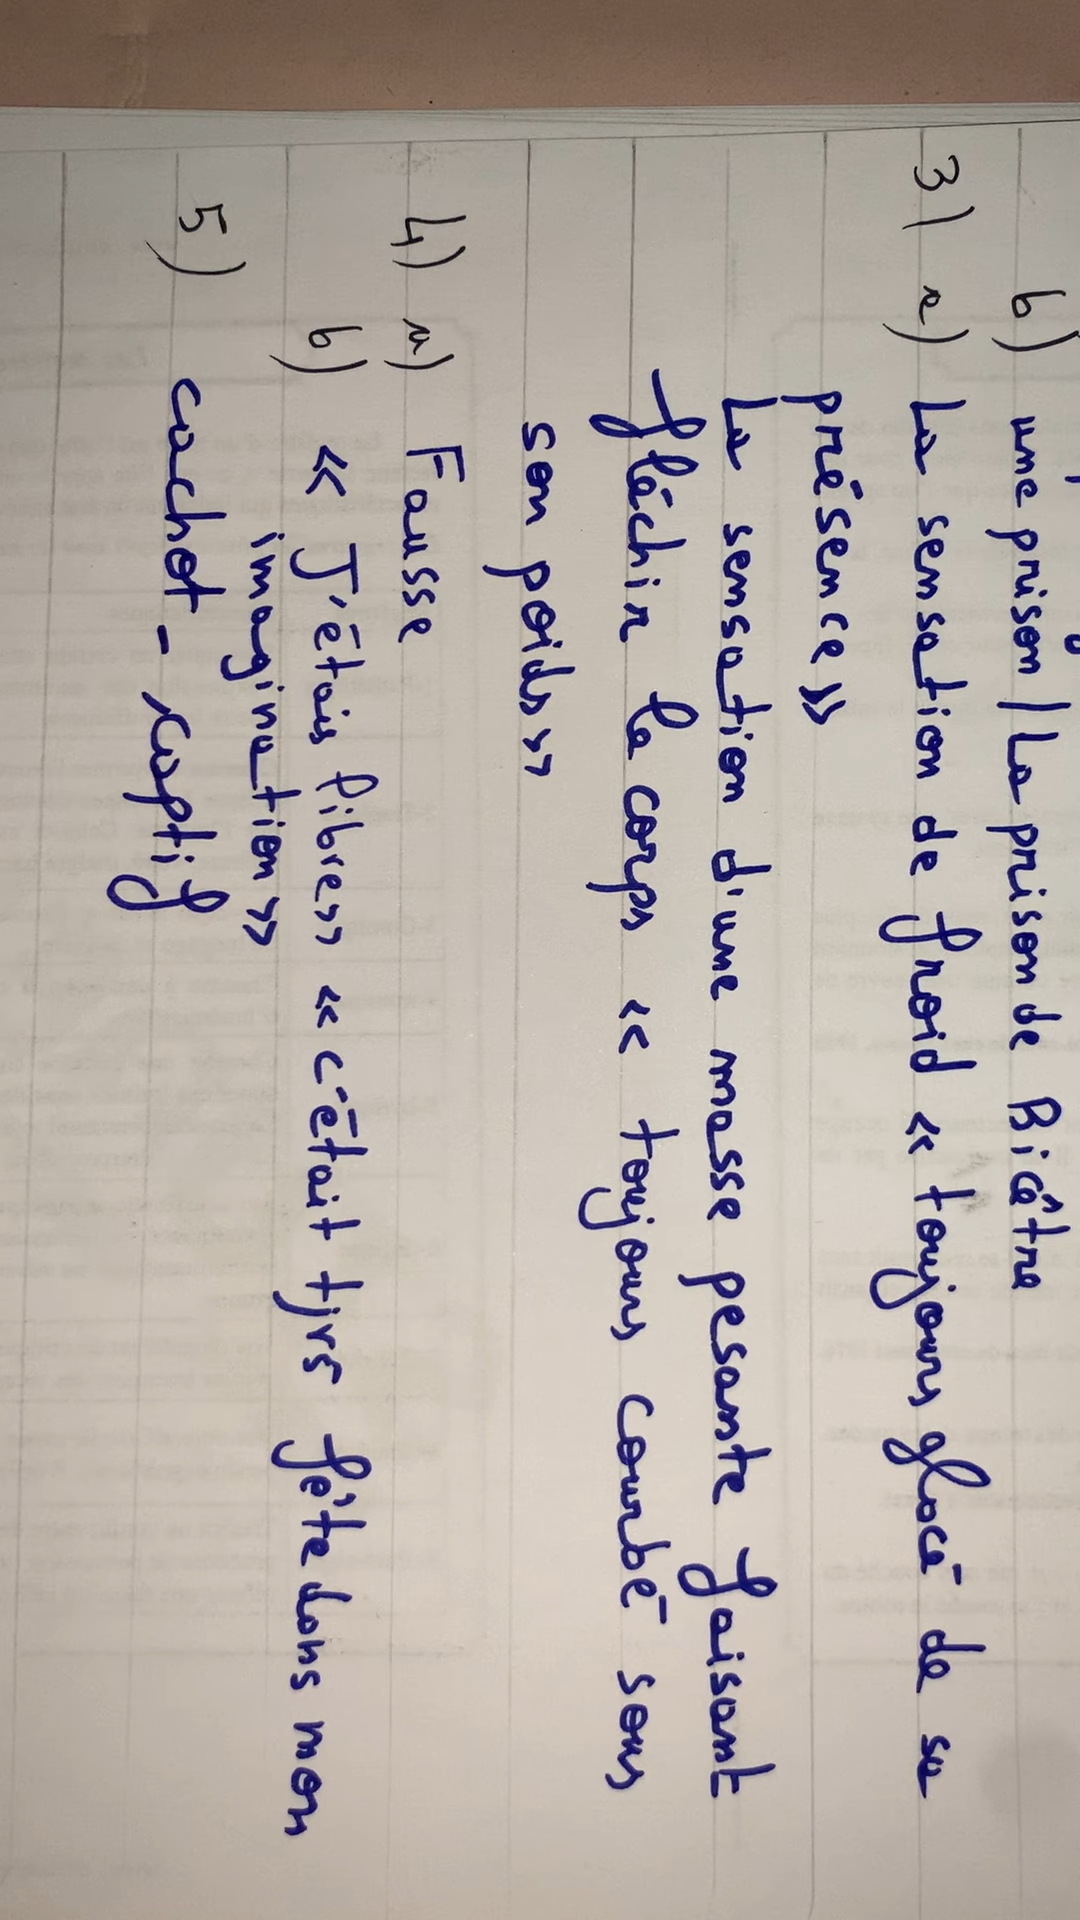 b) une prison / La prison de Bicêtre
3) a) La sensation de froid « toujours glacé de sa
présence »
La sensation d'une masse pesante faisant
fléchir le corps « toujours courbé sous
son poids »
4) a) Fausse
b) « J'étais libre » « c'était tjrs fête dans mon
imagination »
5) cachot - captif